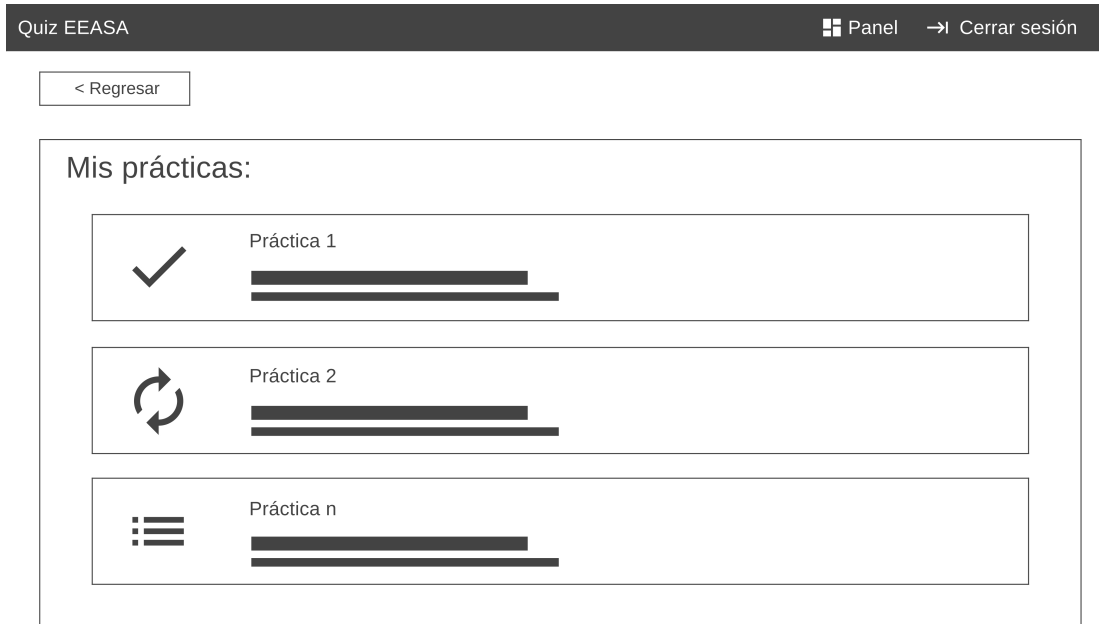 Quiz EEASA
Panel
Cerrar sesión
< Regresar
Mis prácticas:
Práctica 1
Práctica 2
Práctica n